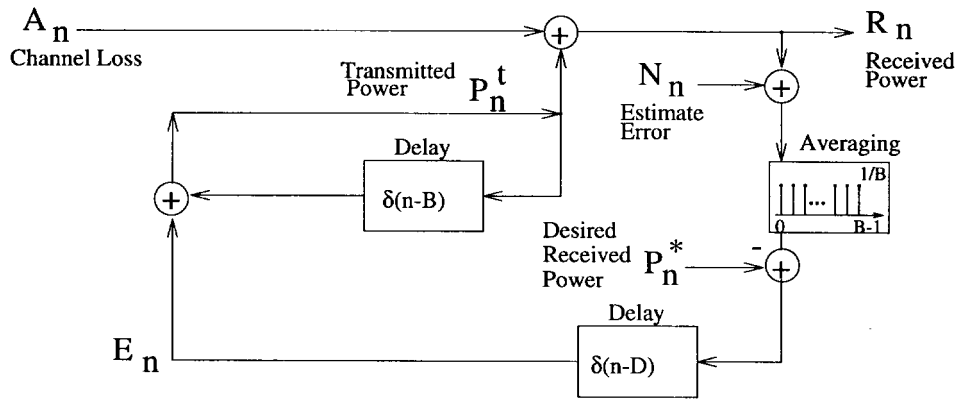 A n
Channel Loss
+
R n
Received
Power
Transmitted
Power
P n t
N n
Estimate
Error
+
Averaging
1/B
...
0
B-1
Delay
δ(n-B)
+
Desired
Received
Power
P n *
-
+
Delay
δ(n-D)
E n